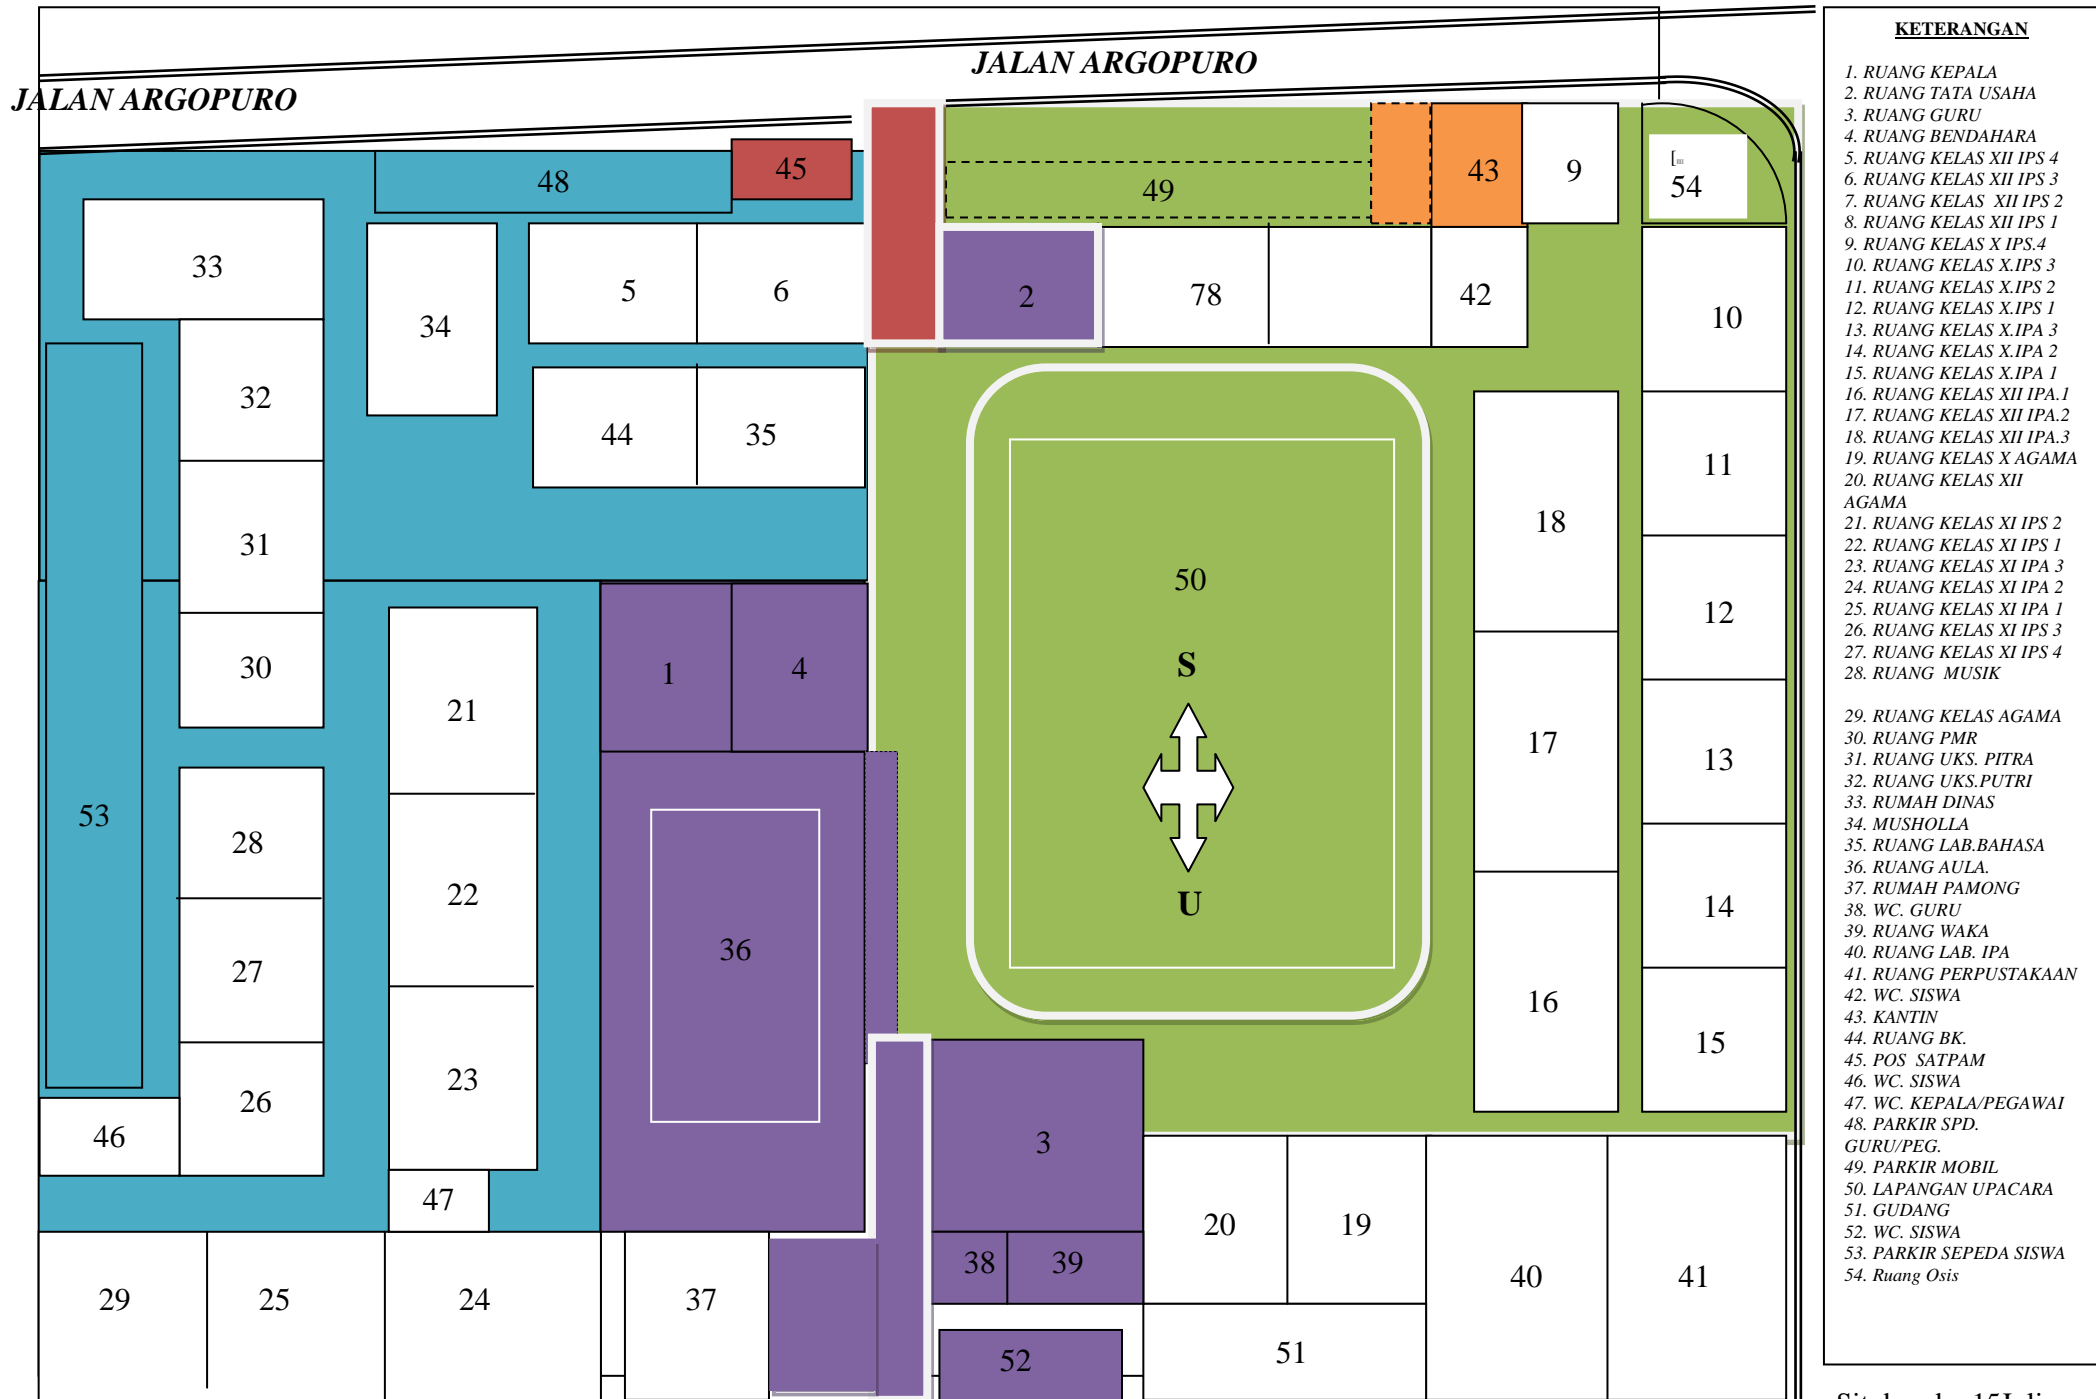 JALAN ARGOPURO
JALAN ARGOPURO
48
45
49
43
9
54
33
34
5
6
2
78
42
10
32
44
35
11
31
18
50
12
30
1
4
S
21
17
13
53
28
22
36
U
14
27
16
15
23
26
46
3
47
20
19
38
39
40
41
29
25
24
37
52
51
KETERANGAN
1. RUANG KEPALA
2. RUANG TATA USAHA
3. RUANG GURU
4. RUANG BENDAHARA
5. RUANG KELAS XII IPS 4
6. RUANG KELAS XII IPS 3
7. RUANG KELAS XII IPS 2
8. RUANG KELAS XII IPS 1
9. RUANG KELAS X IPS.4
10. RUANG KELAS X.IPS 3
11. RUANG KELAS X.IPS 2
12. RUANG KELAS X.IPS 1
13. RUANG KELAS X.IPA 3
14. RUANG KELAS X.IPA 2
15. RUANG KELAS X.IPA 1
16. RUANG KELAS XII IPA.1
17. RUANG KELAS XII IPA.2
18. RUANG KELAS XII IPA.3
19. RUANG KELAS X AGAMA
20. RUANG KELAS XII
AGAMA
21. RUANG KELAS XI IPS 2
22. RUANG KELAS XI IPS 1
23. RUANG KELAS XI IPA 3
24. RUANG KELAS XI IPA 2
25. RUANG KELAS XI IPA 1
26. RUANG KELAS XI IPS 3
27. RUANG KELAS XI IPS 4
28. RUANG MUSIK
29. RUANG KELAS AGAMA
30. RUANG PMR
31. RUANG UKS. PITRA
32. RUANG UKS.PUTRI
33. RUMAH DINAS
34. MUSHOLLA
35. RUANG LAB.BAHASA
36. RUANG AULA.
37. RUMAH PAMONG
38. WC. GURU
39. RUANG WAKA
40. RUANG LAB. IPA
41. RUANG PERPUSTAKAAN
42. WC. SISWA
43. KANTIN
44. RUANG BK.
45. POS SATPAM
46. WC. SISWA
47. WC. KEPALA/PEGAWAI
48. PARKIR SPD.
GURU/PEG.
49. PARKIR MOBIL
50. LAPANGAN UPACARA
51. GUDANG
52. WC. SISWA
53. PARKIR SEPEDA SISWA
54. Ruang Osis